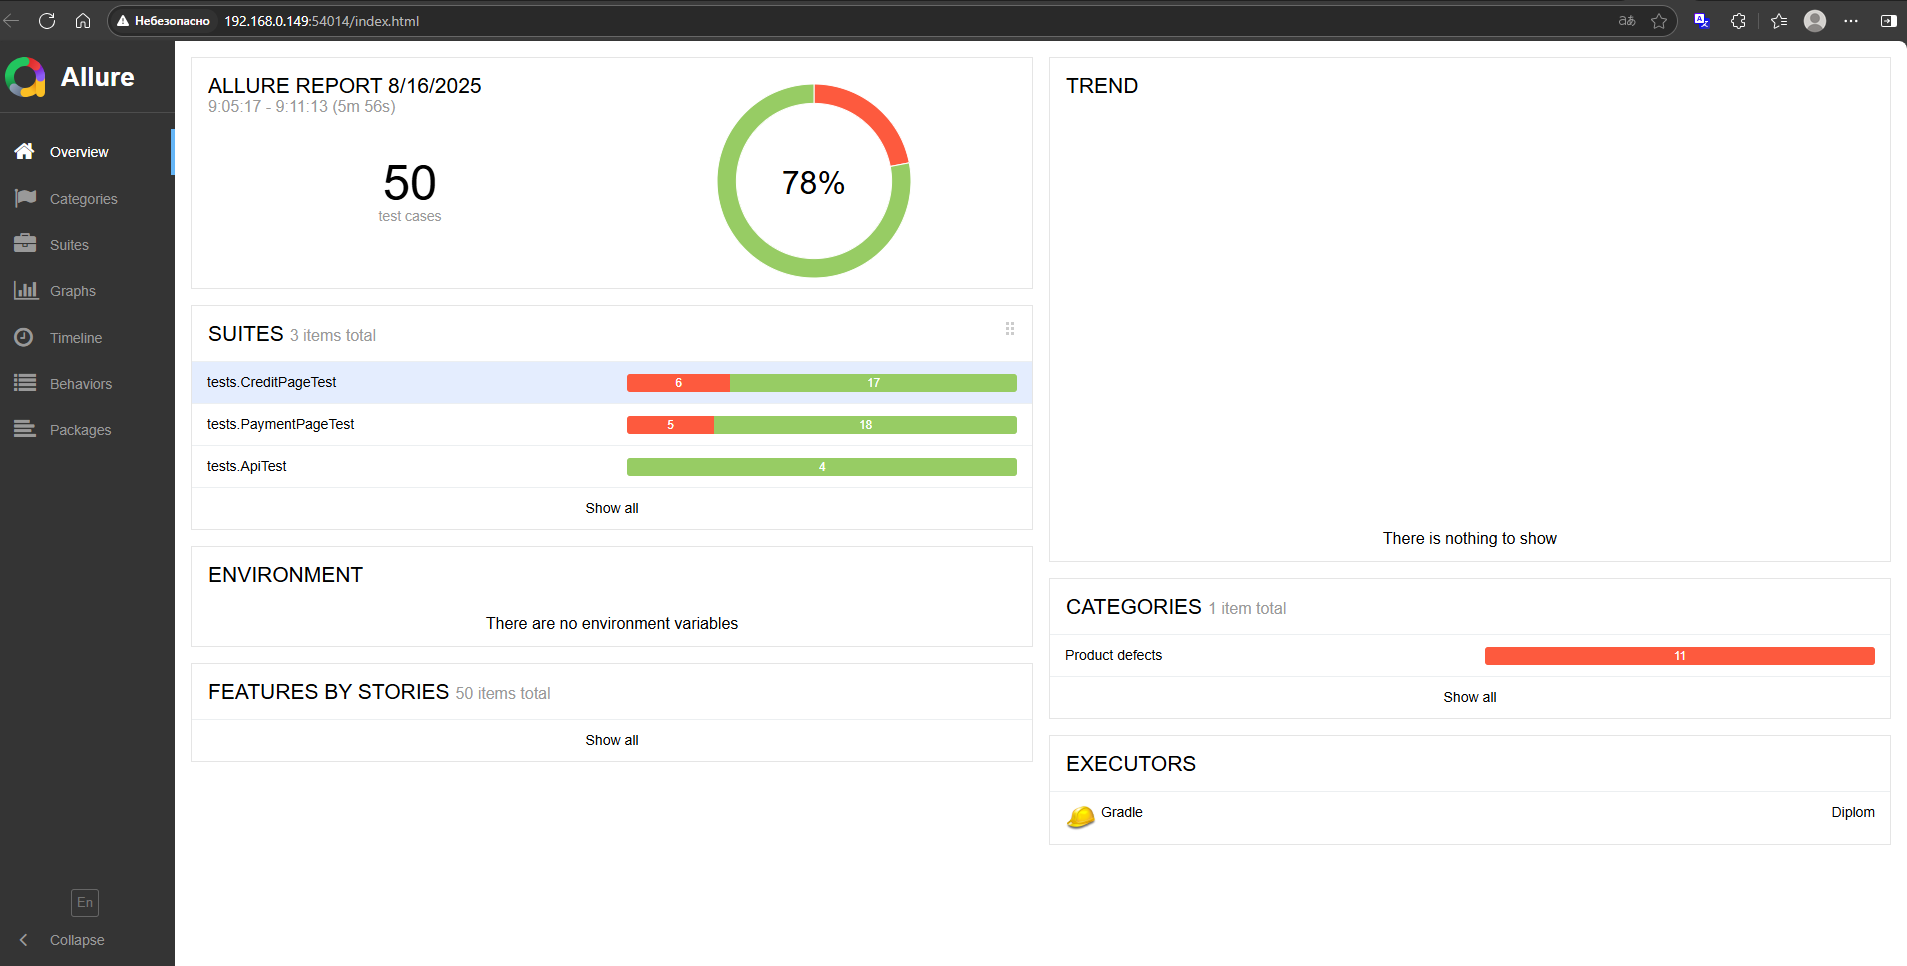 Небезопасно 192.168.0.149:54014/index.html aあ
Allure
Overview
Categories
Suites
Graphs
Timeline
Behaviors
Packages
En
Collapse
ALLURE REPORT 8/16/2025
9:05:17 - 9:11:13 (5m 56s)
50
test cases
78%
SUITES 3 items total
tests.CreditPageTest 6 17
tests.PaymentPageTest 5 18
tests.ApiTest 4
Show all
ENVIRONMENT
There are no environment variables
FEATURES BY STORIES 50 items total
Show all
TREND
There is nothing to show
CATEGORIES 1 item total
Product defects 11
Show all
EXECUTORS
Gradle Diplom